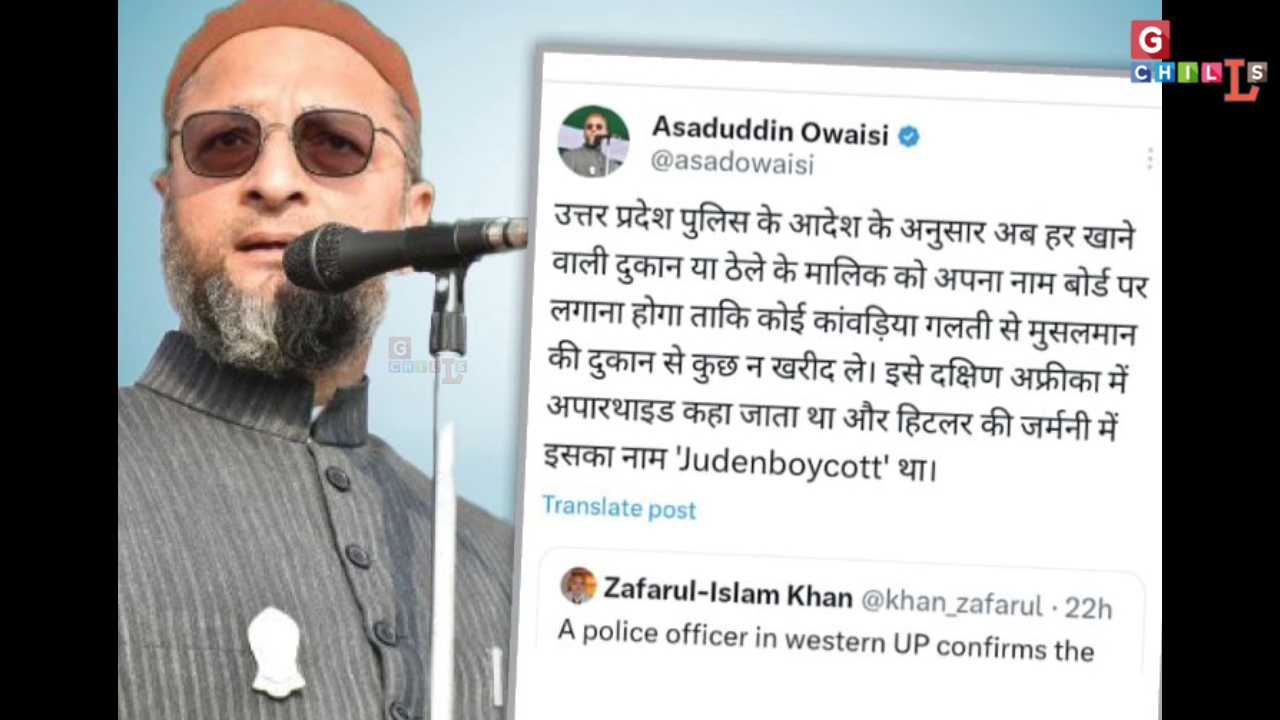 G
CHILLS
Asaduddin Owaisi
@asadowaisi
उत्तर प्रदेश पुलिस के आदेश के अनुसार अब हर खाने
वाली दुकान या ठेले के मालिक को अपना नाम बोर्ड पर
लगाना होगा ताकि कोई कांवड़िया गलती से मुसलमान
की दुकान से कुछ न खरीद ले। इसे दक्षिण अफ्रीका में
अपारथाइड कहा जाता था और हिटलर की जर्मनी में
इसका नाम 'Judenboycott' था।
Translate post
G
CHILLS
Zafarul-Islam Khan @khan_zafarul · 22h
A police officer in western UP confirms the